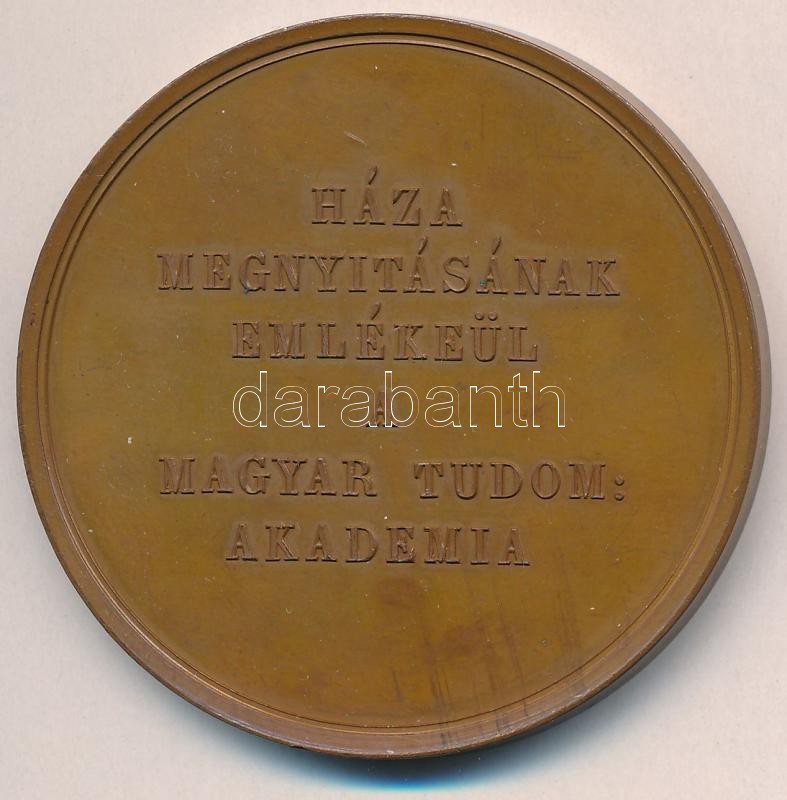 HÁZA
MEGNYITÁSÁNAK
EMLÉKEÜL
darabanth
A
MAGYAR TUDOM:
AKADEMIA